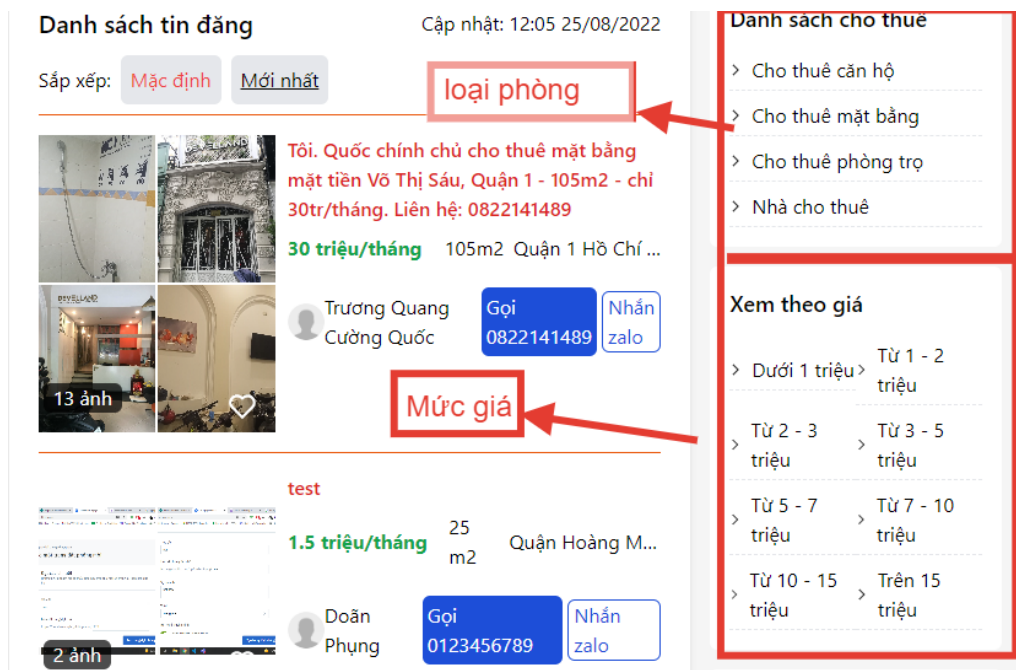 Danh sách tin đăng
Cập nhật: 12:05 25/08/2022
Sắp xếp:
Mặc định
Mới nhất
loại phòng
Tôi. Quốc chính chủ cho thuê mặt bằng
mặt tiền Võ Thị Sáu, Quận 1 - 105m2 - chỉ
30tr/tháng. Liên hệ: 0822141489
30 triệu/tháng
105m2
Quận 1 Hồ Chí ...
Trương Quang
Cường Quốc
Gọi
0822141489
Nhắn
zalo
13 ảnh
Mức giá
test
1.5 triệu/tháng
25
m2
Quận Hoàng M...
Doãn
Phụng
Gọi
0123456789
Nhắn
zalo
2 ảnh
Danh sách cho thuê
> Cho thuê căn hộ
> Cho thuê mặt bằng
> Cho thuê phòng trọ
> Nhà cho thuê
Xem theo giá
> Dưới 1 triệu
> Từ 1 - 2
triệu
> Từ 2 - 3
triệu
> Từ 3 - 5
triệu
> Từ 5 - 7
triệu
> Từ 7 - 10
triệu
> Từ 10 - 15
triệu
> Trên 15
triệu